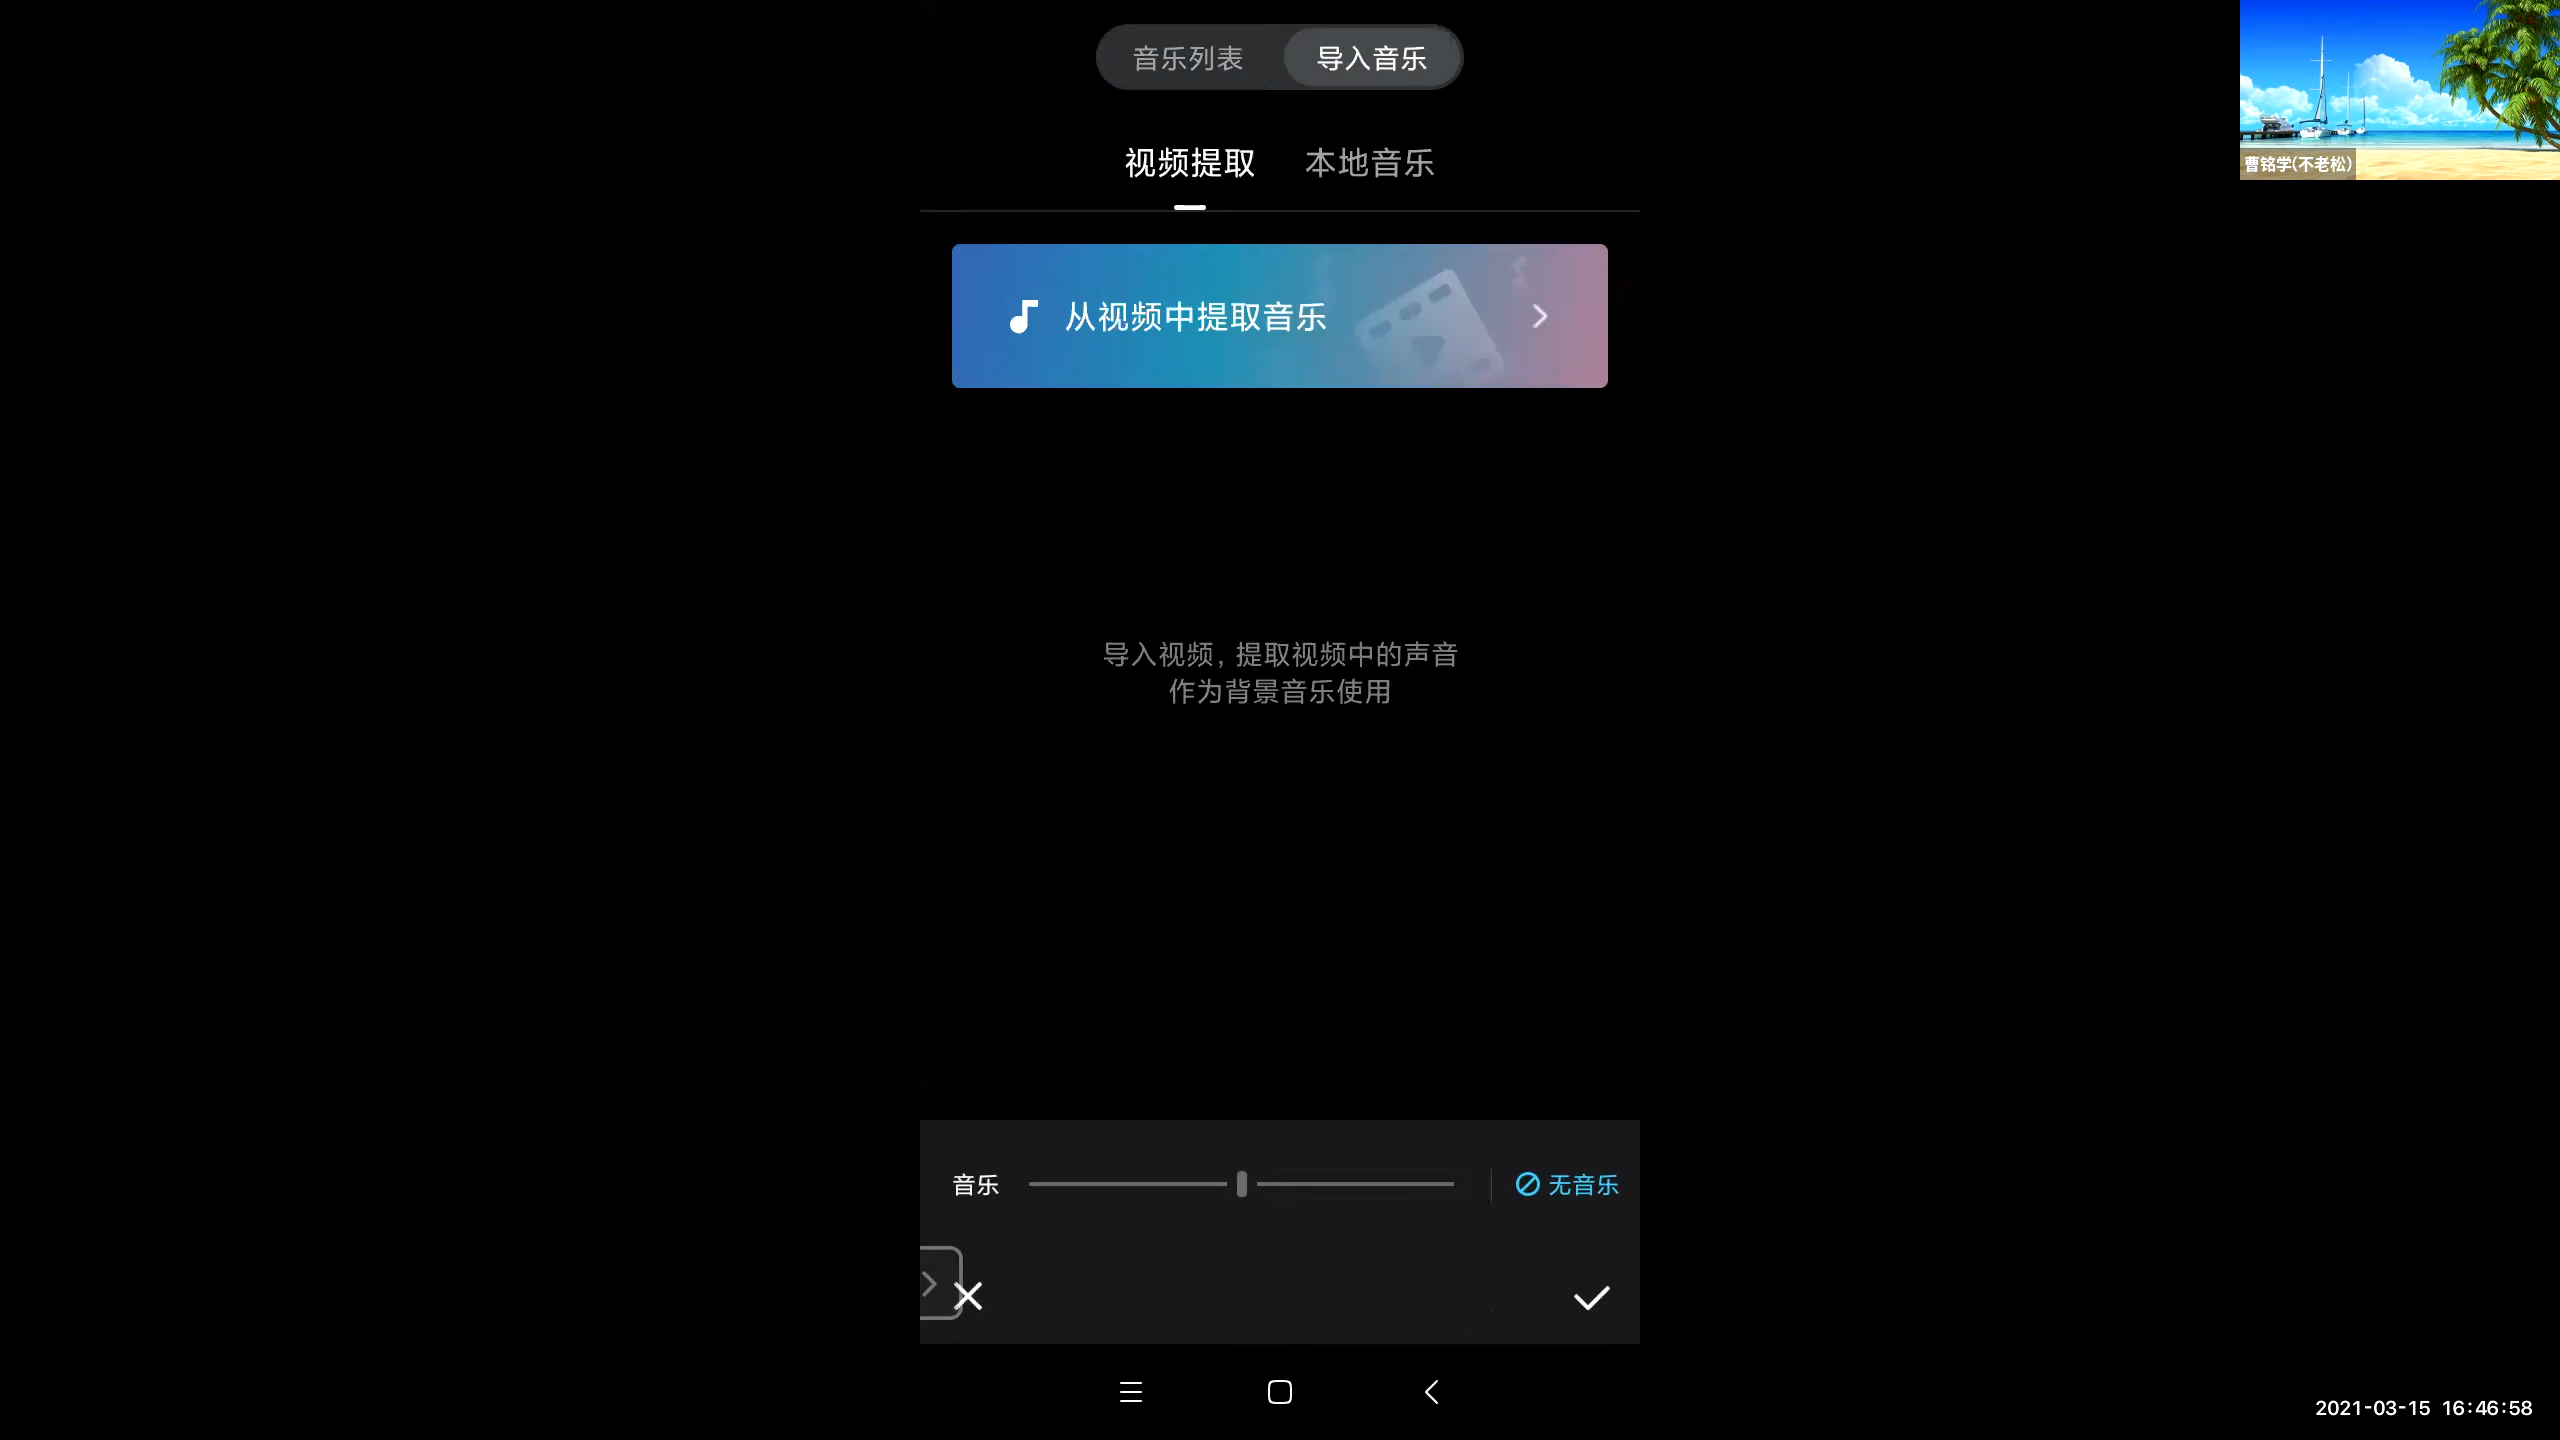 音乐列表 导入音乐
视频提取 本地音乐
从视频中提取音乐
导入视频, 提取视频中的声音
作为背景音乐使用
音乐 无音乐
曹铭学(不老松)
2021-03-15 16:46:58